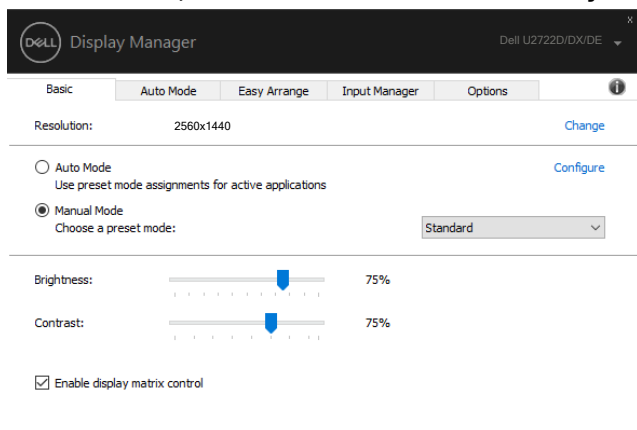 DELL Display Manager
Dell U2722D/DX/DE
x
Basic Auto Mode Easy Arrange Input Manager Options i
Resolution: 2560x1440 Change
Auto Mode Configure
Use preset mode assignments for active applications
Manual Mode
Choose a preset mode: Standard
Brightness: 75%
Contrast: 75%
Enable display matrix control